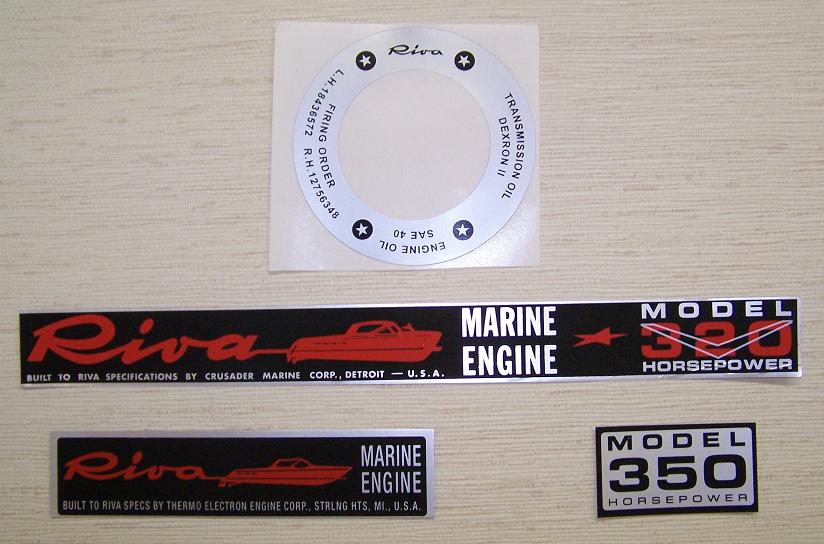 Riva
TRANSMISSION OIL
DEXRON II
ENGINE OIL
SAE 40
FIRING ORDER
L.H.18436572 R.H.12756348
Riva
MARINE
ENGINE
MODEL
320
HORSEPOWER
BUILT TO RIVA SPECIFICATIONS BY CRUSADER MARINE CORP., DETROIT — U.S.A.
Riva
MARINE
ENGINE
BUILT TO RIVA SPECS BY THERMO ELECTRON ENGINE CORP., STRLNG HTS, MI., U.S.A.
MODEL
350
HORSEPOWER